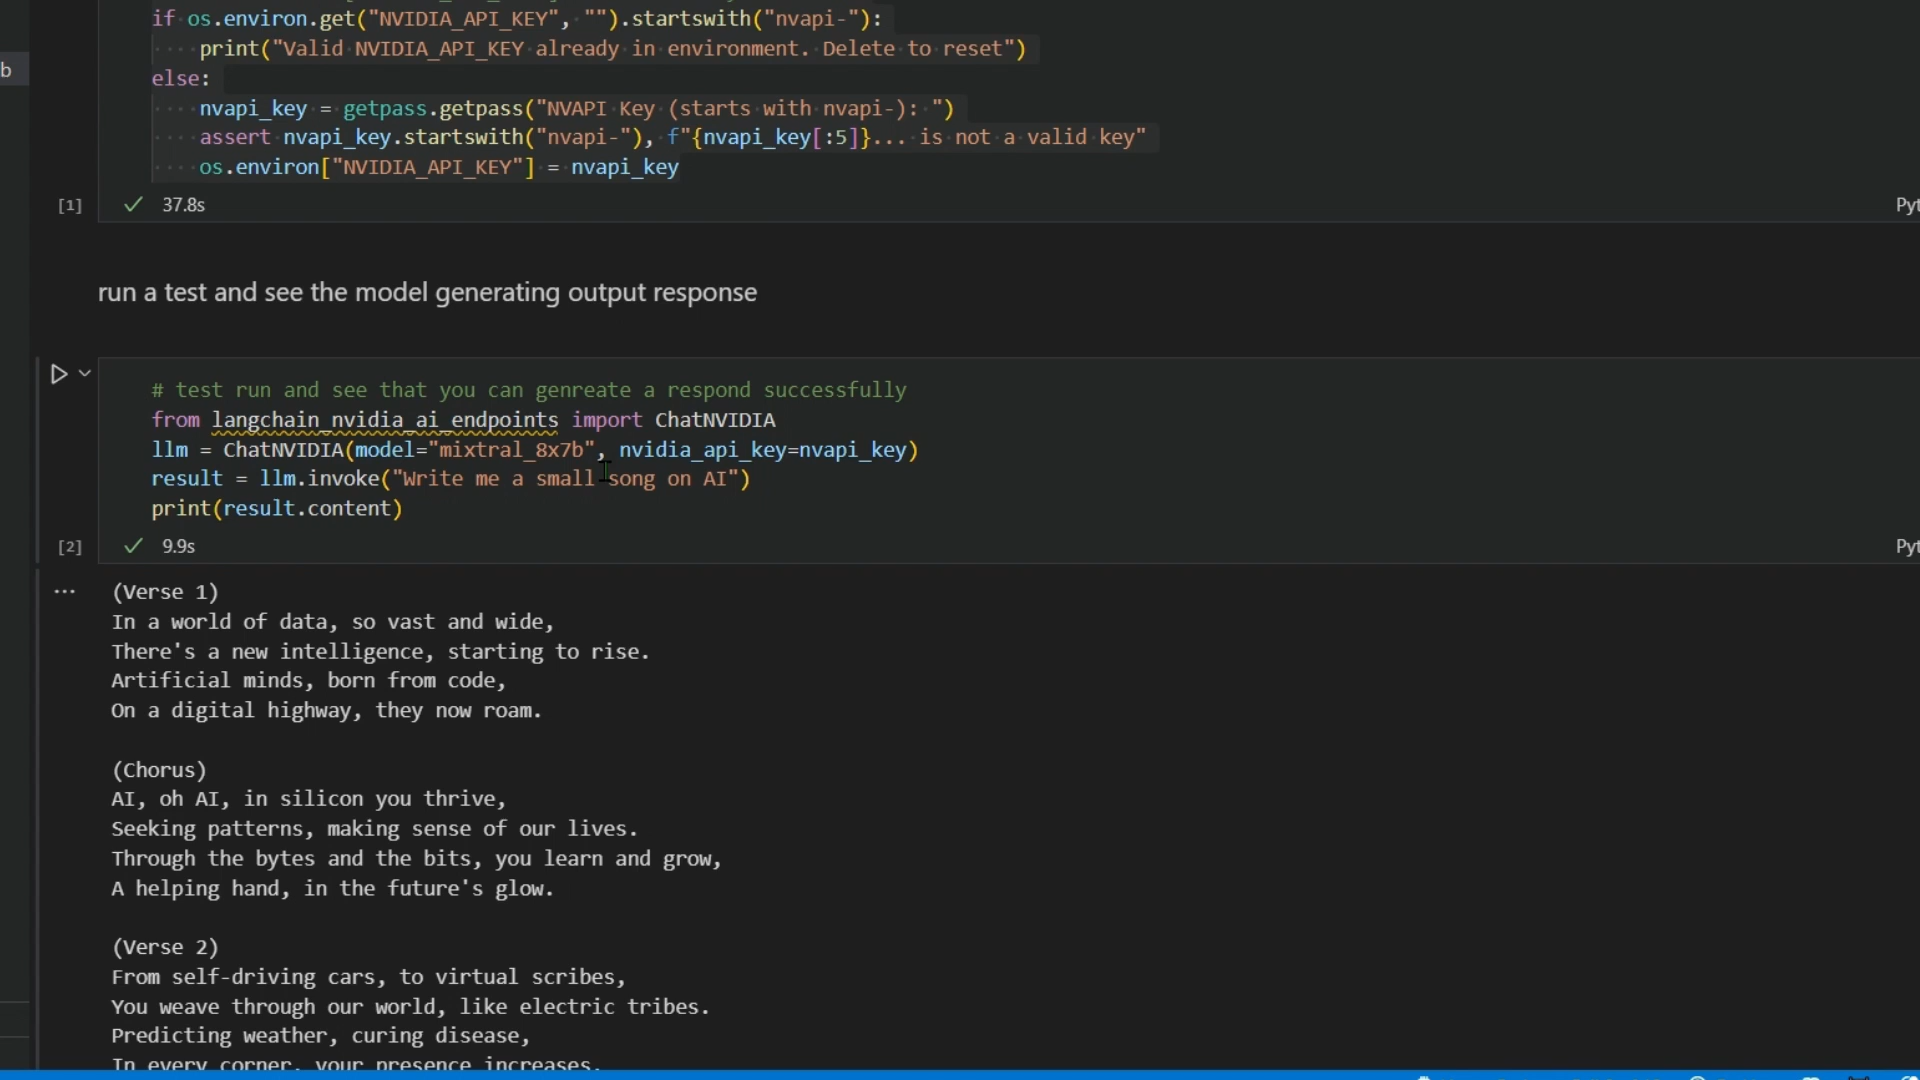 if os.environ.get("NVIDIA_API_KEY", "").startswith("nvapi-"):
print("Valid NVIDIA_API_KEY already in environment. Delete to reset")
b
else:
nvapi_key = getpass.getpass("NVAPI Key (starts with nvapi-): ")
assert nvapi_key.startswith("nvapi-"), f"{nvapi_key[:5]}... is not a valid key"
os.environ["NVIDIA_API_KEY"] = nvapi_key
[1] ✓ 37.8s Pyt
run a test and see the model generating output response
# test run and see that you can genreate a respond successfully
from langchain_nvidia_ai_endpoints import ChatNVIDIA
llm = ChatNVIDIA(model="mixtral_8x7b", nvidia_api_key=nvapi_key)
result = llm.invoke("Write me a small song on AI")
print(result.content)
[2] ✓ 9.9s Pyt
... (Verse 1)
In a world of data, so vast and wide,
There's a new intelligence, starting to rise.
Artificial minds, born from code,
On a digital highway, they now roam.
(Chorus)
AI, oh AI, in silicon you thrive,
Seeking patterns, making sense of our lives.
Through the bytes and the bits, you learn and grow,
A helping hand, in the future's glow.
(Verse 2)
From self-driving cars, to virtual scribes,
You weave through our world, like electric tribes.
Predicting weather, curing disease,
In every corner, your presence increases.